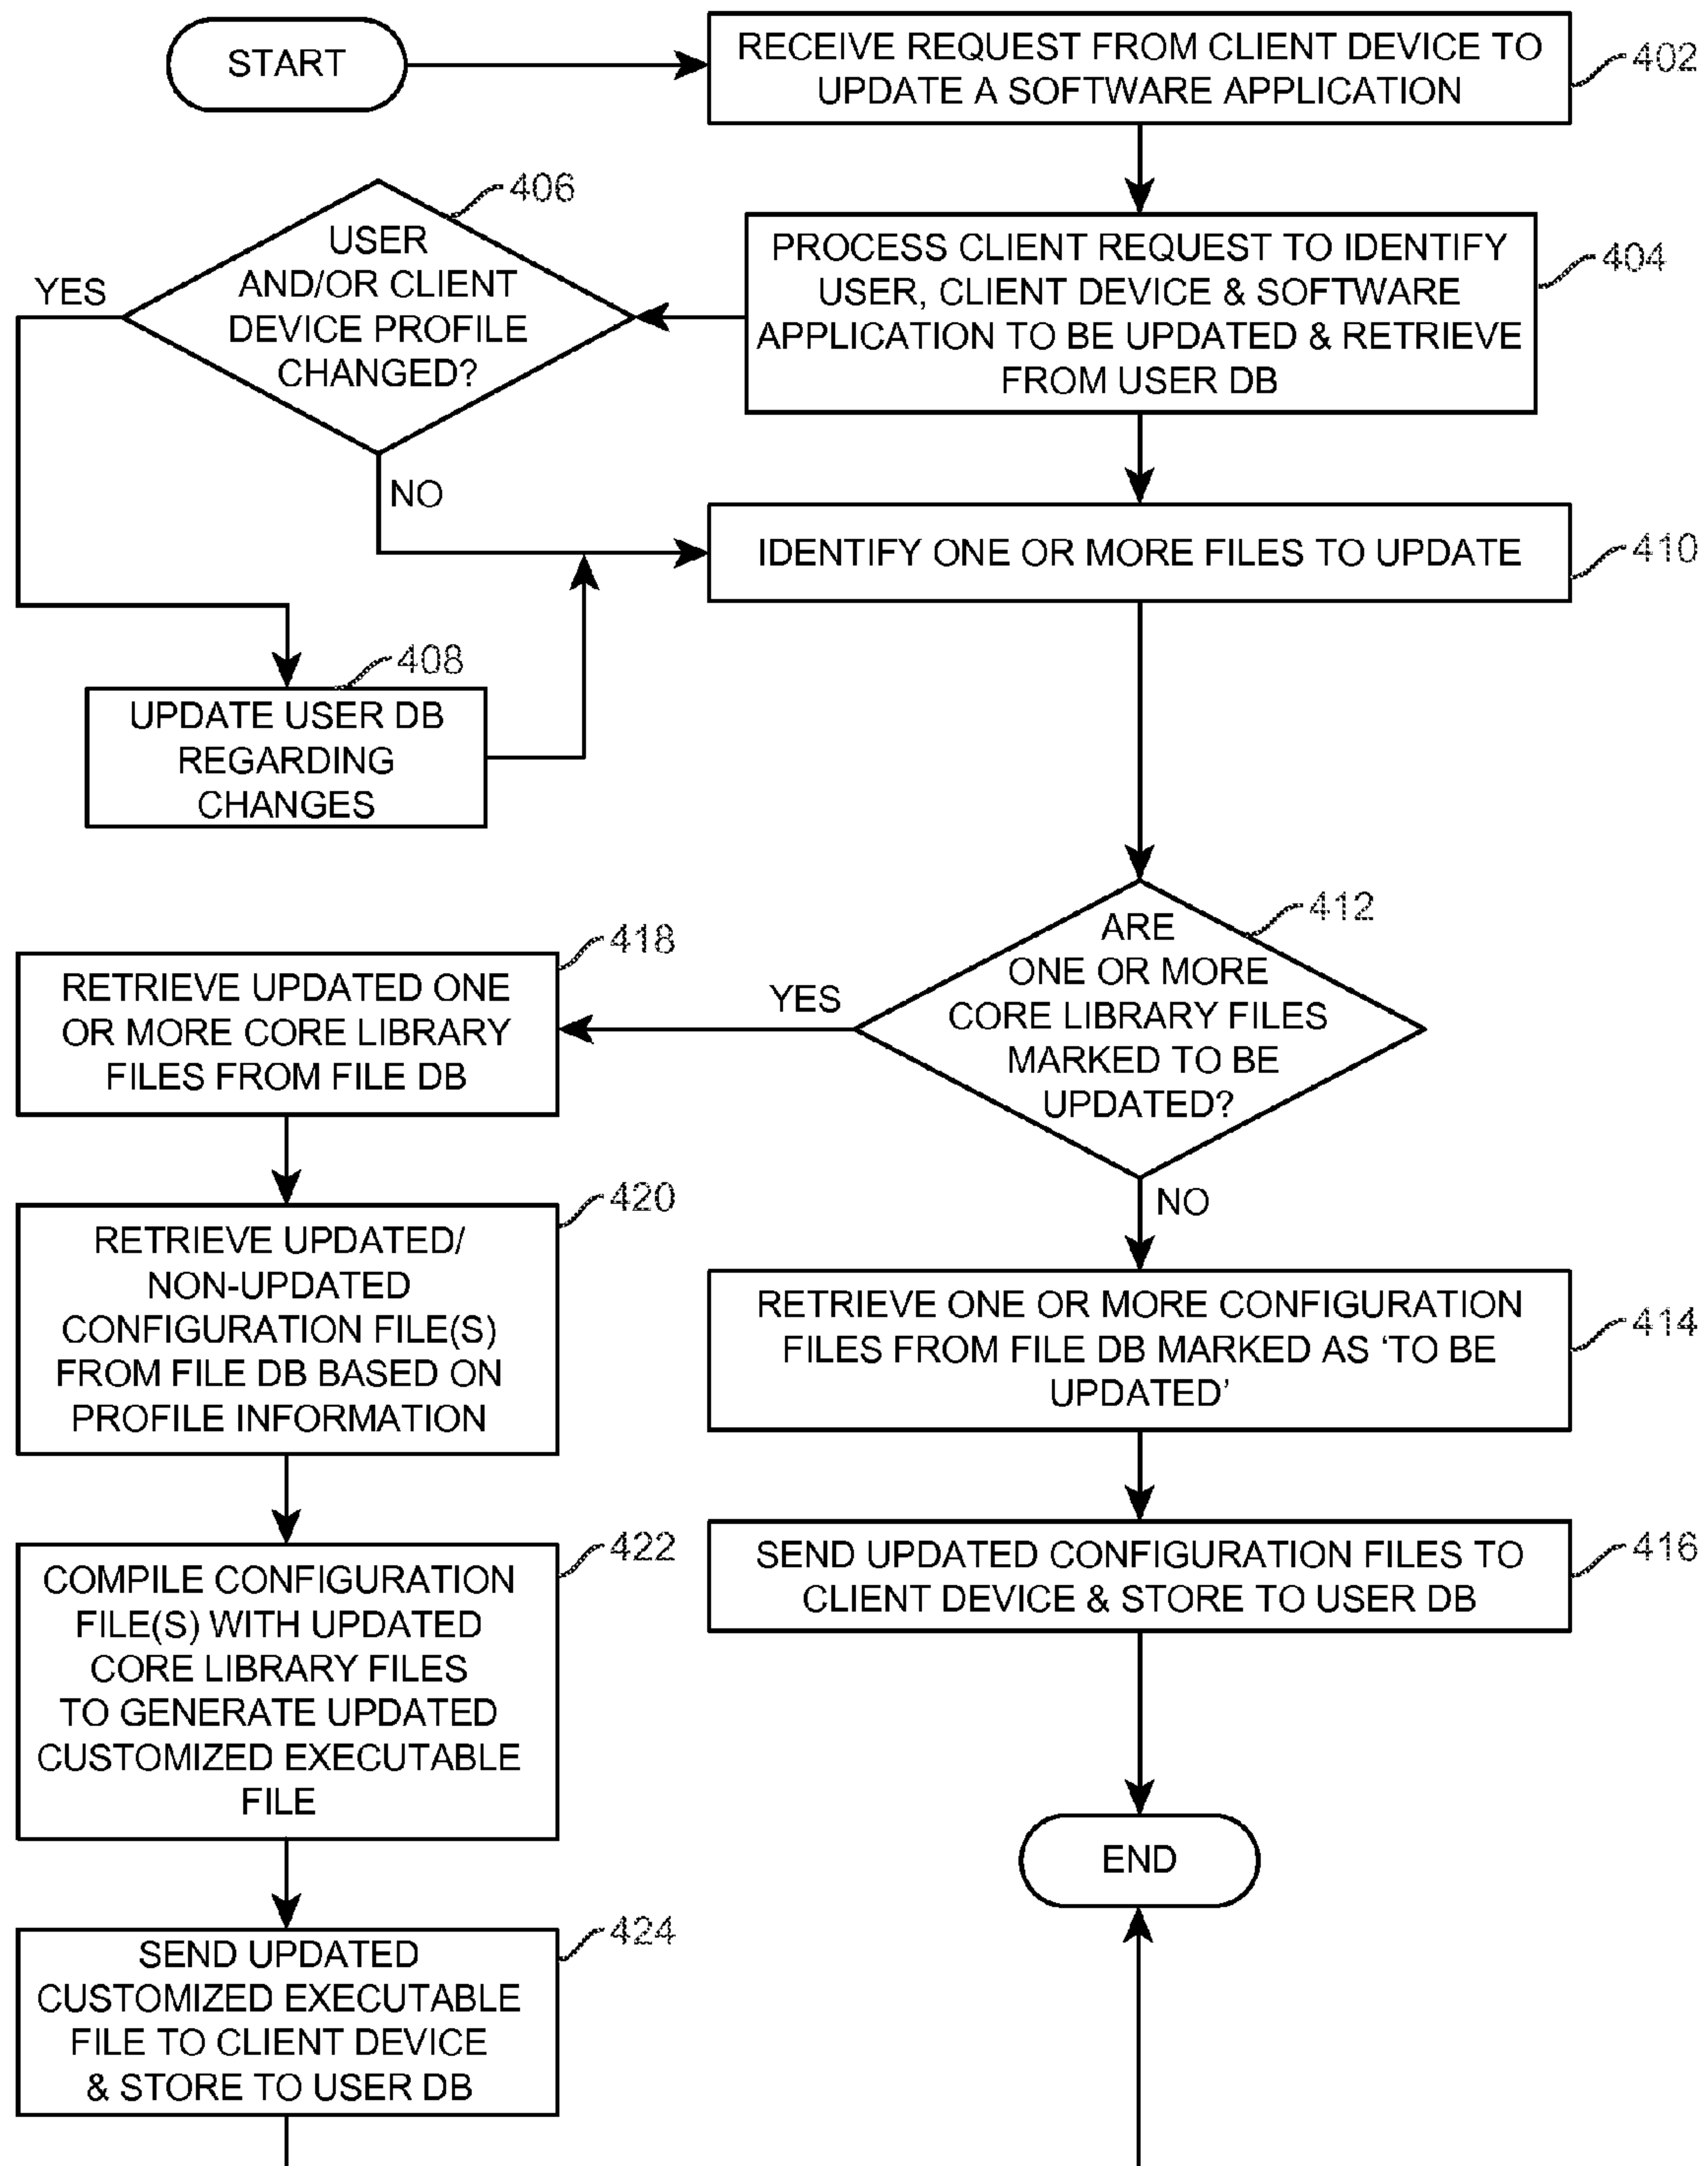 START
RECEIVE REQUEST FROM CLIENT DEVICE TO
UPDATE A SOFTWARE APPLICATION
402
406
USER
AND/OR CLIENT
DEVICE PROFILE
CHANGED?
YES
NO
PROCESS CLIENT REQUEST TO IDENTIFY
USER, CLIENT DEVICE & SOFTWARE
APPLICATION TO BE UPDATED & RETRIEVE
FROM USER DB
404
IDENTIFY ONE OR MORE FILES TO UPDATE
410
408
UPDATE USER DB
REGARDING
CHANGES
412
ARE
ONE OR MORE
CORE LIBRARY FILES
MARKED TO BE
UPDATED?
YES
NO
418
RETRIEVE UPDATED ONE
OR MORE CORE LIBRARY
FILES FROM FILE DB
420
RETRIEVE UPDATED/
NON-UPDATED
CONFIGURATION FILE(S)
FROM FILE DB BASED ON
PROFILE INFORMATION
RETRIEVE ONE OR MORE CONFIGURATION
FILES FROM FILE DB MARKED AS ‘TO BE
UPDATED’
414
422
COMPILE CONFIGURATION
FILE(S) WITH UPDATED
CORE LIBRARY FILES
TO GENERATE UPDATED
CUSTOMIZED EXECUTABLE
FILE
SEND UPDATED CONFIGURATION FILES TO
CLIENT DEVICE & STORE TO USER DB
416
END
424
SEND UPDATED
CUSTOMIZED EXECUTABLE
FILE TO CLIENT DEVICE
& STORE TO USER DB